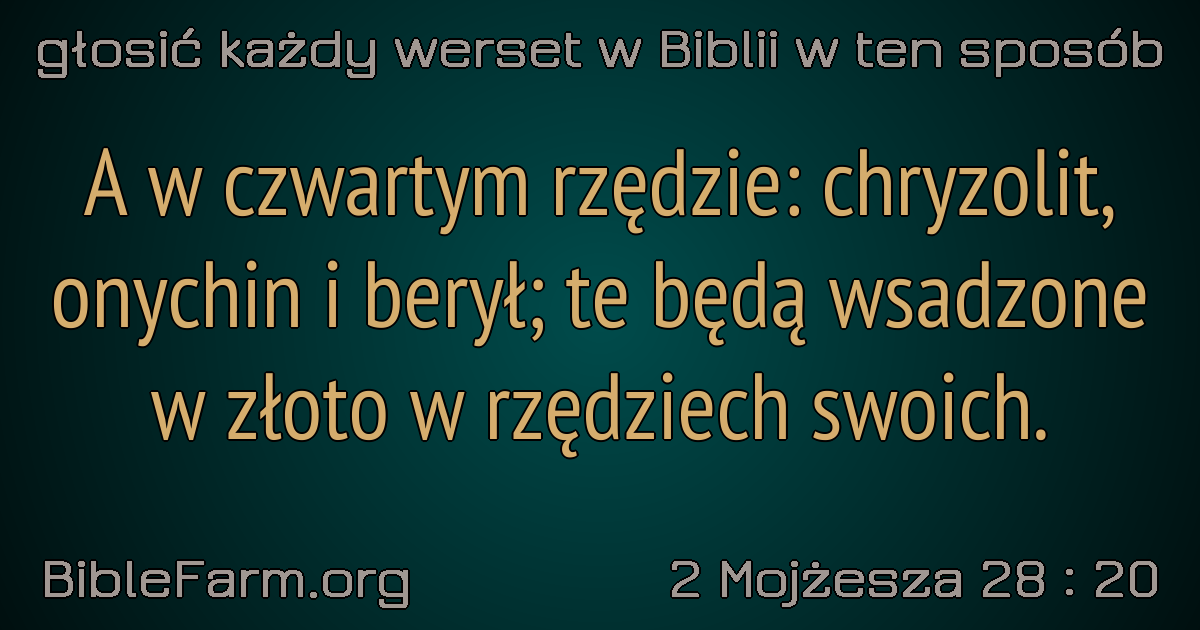 głosić każdy werset w Biblii w ten sposób
A w czwartym rzędzie: chryzolit,
onychin i berył; te będą wsadzone
w złoto w rzędziech swoich.
BibleFarm.org
2 Mojżesza 28 : 20